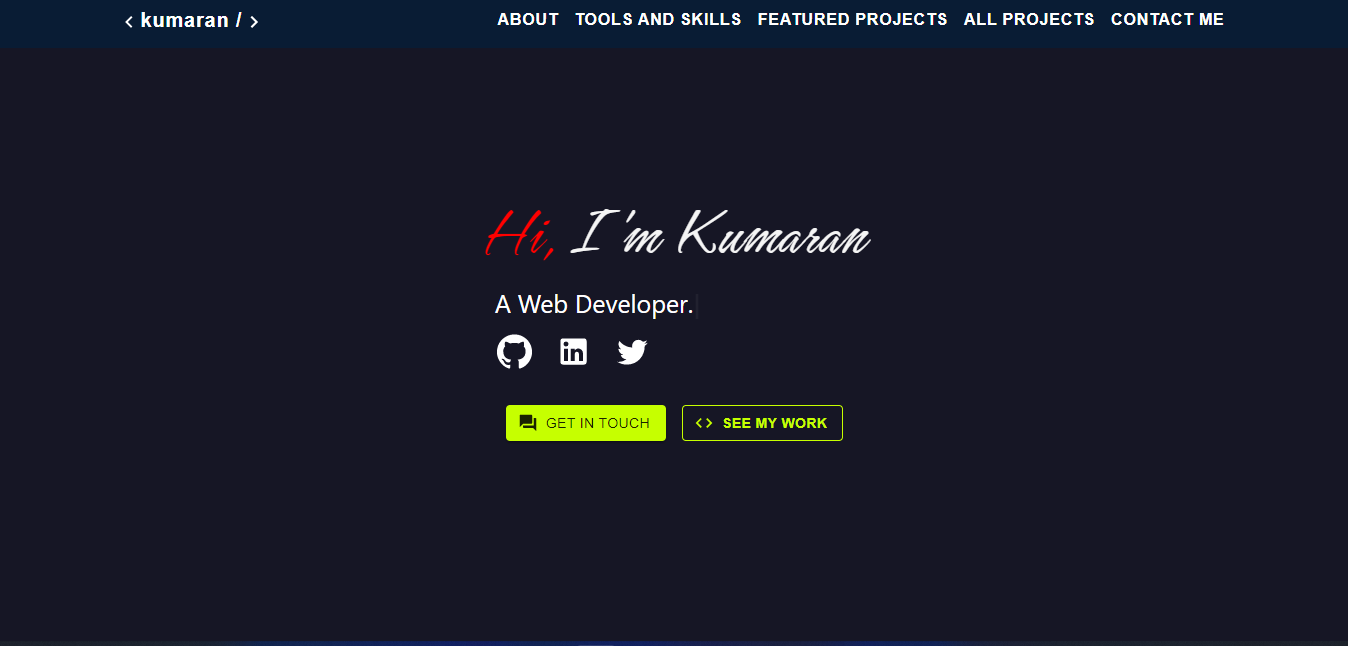 < kumaran / >
ABOUT TOOLS AND SKILLS FEATURED PROJECTS ALL PROJECTS CONTACT ME
Hi, I'm Kumaran
A Web Developer.
in
GET IN TOUCH <> SEE MY WORK